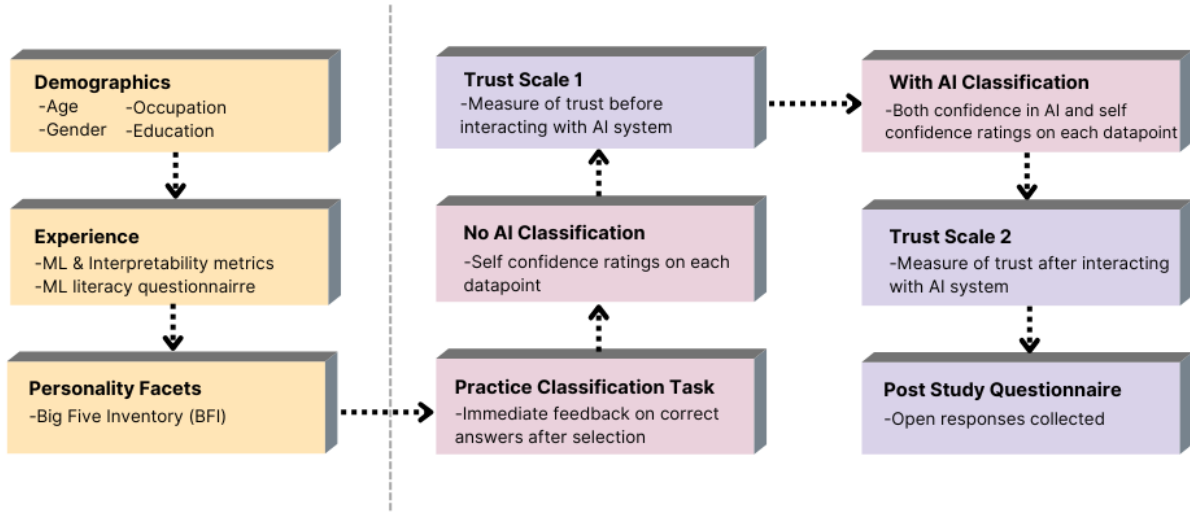 Demographics
-Age
-Occupation
-Gender
-Education
Experience
-ML & Interpretability metrics
-ML literacy questionnairre
Personality Facets
-Big Five Inventory (BFI)
Practice Classification Task
-Immediate feedback on correct
answers after selection
No AI Classification
-Self confidence ratings on each
datapoint
Trust Scale 1
-Measure of trust before
interacting with AI system
With AI Classification
-Both confidence in AI and self
confidence ratings on each datapoint
Trust Scale 2
-Measure of trust after interacting
with AI system
Post Study Questionnaire
-Open responses collected